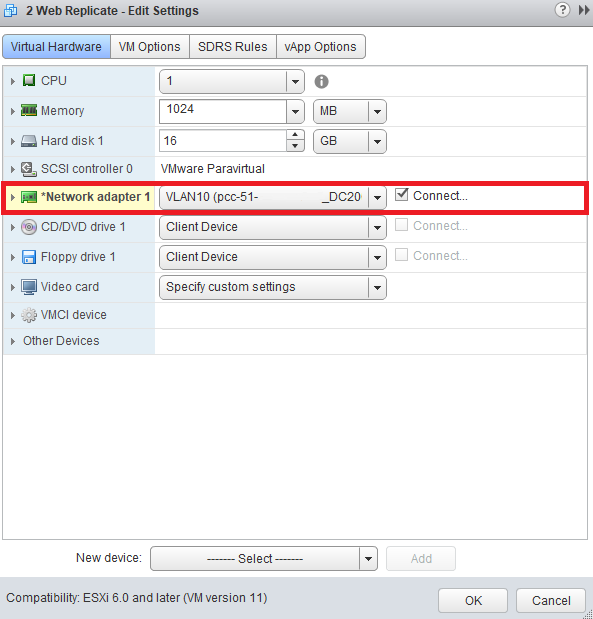 2 Web Replicate - Edit Settings
Virtual Hardware VM Options SDRS Rules vApp Options
CPU 1
Memory 1024 MB
Hard disk 1 16 GB
SCSI controller 0 VMware Paravirtual
*Network adapter 1 VLAN10 (pcc-51- _DC20 Connect...
CD/DVD drive 1 Client Device Connect...
Floppy drive 1 Client Device Connect...
Video card Specify custom settings
VMCI device
Other Devices
New device: ------- Select ------- Add
Compatibility: ESXi 6.0 and later (VM version 11) OK Cancel